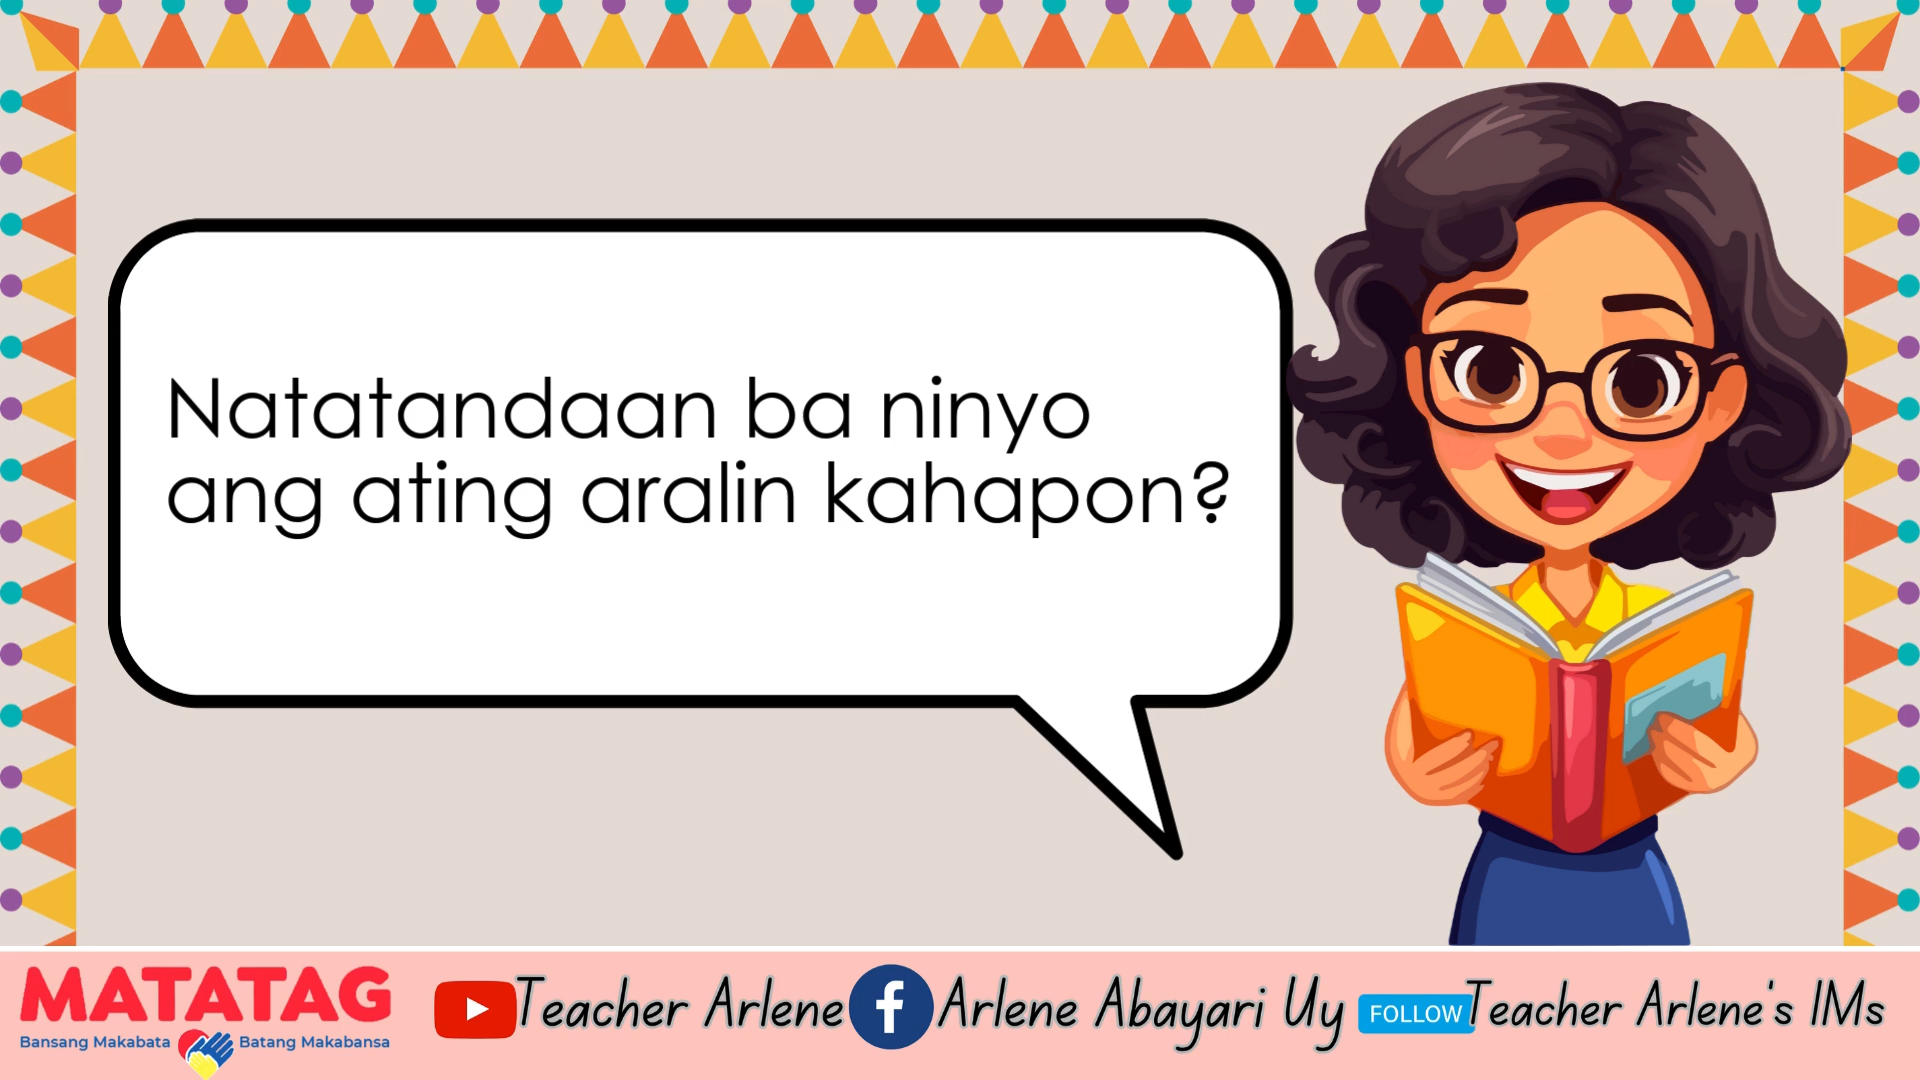 Natatandaan ba ninyo
ang ating aralin kahapon?
MATATAG
Bansang Makabata Batang Makabansa
Teacher Arlene
Arlene Abayari Uy
FOLLOW
Teacher Arlene's IMs